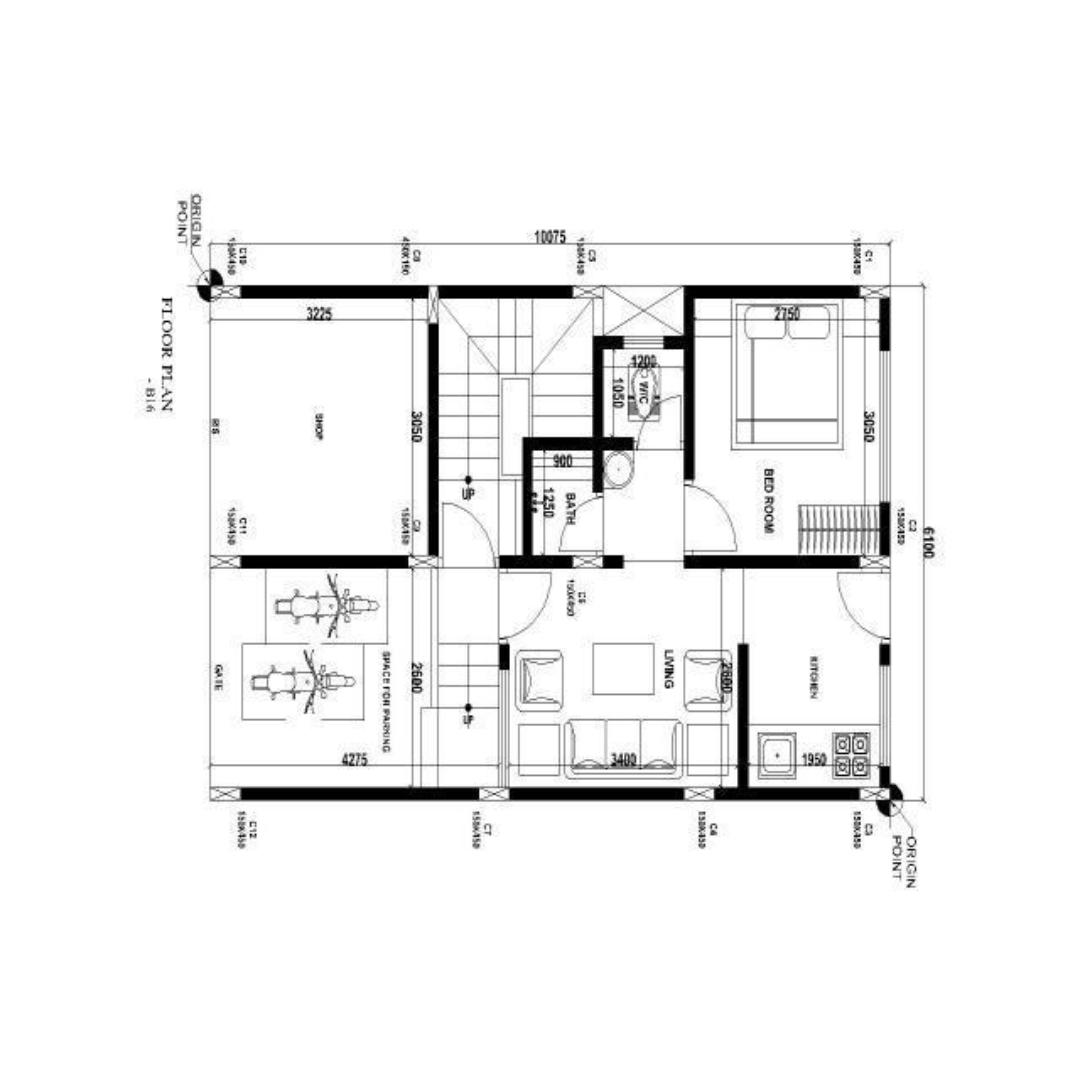 ORIGIN
POINT
FLOOR PLAN
- B16
10075
C10
150X450
C8
450X150
C5
150X450
C1
150X450
3225
2750
1200
1050
W/C
3050
3050
SHOP
RS
BED ROOM
900
1250
BATH
UP
C11
150X450
C9
150X450
C2
150X450
6100
C6
150X450
GATE
SPACE FOR PARKING
2600
LIVING
2600
KITCHEN
UP
4275
3400
1950
C12
150X450
C7
150X450
C4
150X450
C3
150X450
ORIGIN
POINT